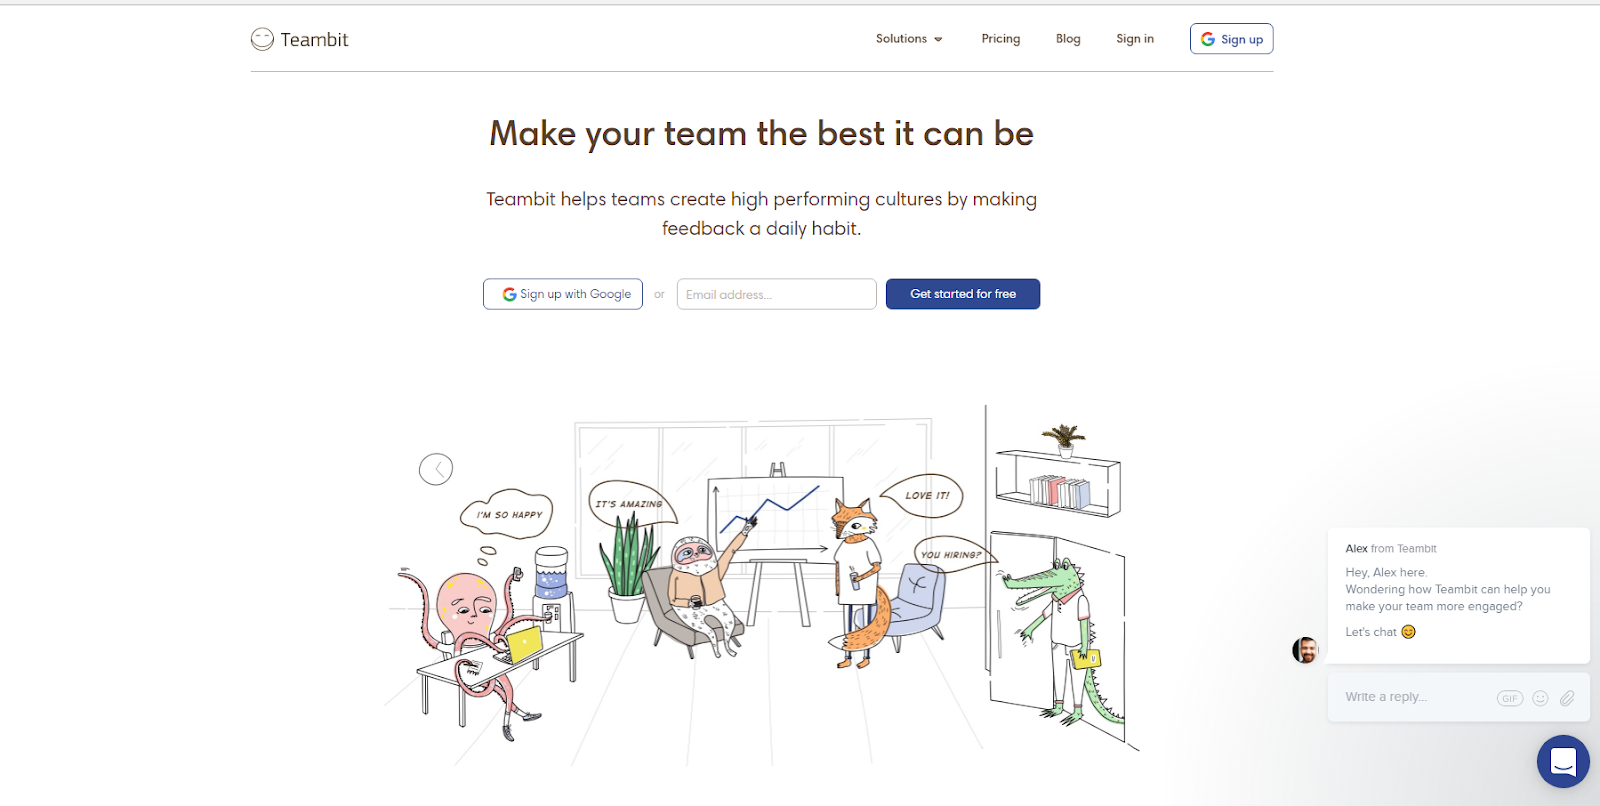 Teambit
Solutions
Pricing
Blog
Sign in
Sign up
Make your team the best it can be
Teambit helps teams create high performing cultures by making
feedback a daily habit.
Sign up with Google
or
Email address...
Get started for free
I'M SO HAPPY
IT'S AMAZING
LOVE IT!
YOU HIRING?
Alex from Teambit
Hey, Alex here.
Wondering how Teambit can help you
make your team more engaged?
Let's chat 😊
Write a reply...
GIF